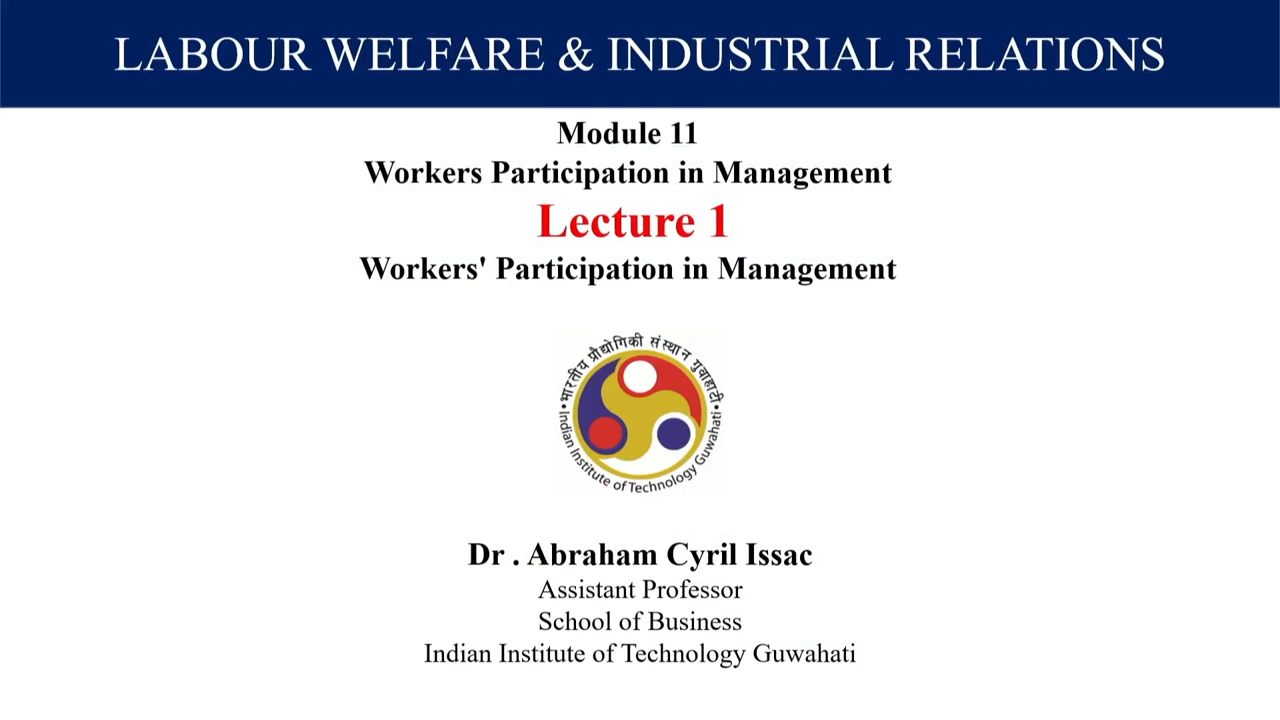 LABOUR WELFARE & INDUSTRIAL RELATIONS
Module 11
Workers Participation in Management
Lecture 1
Workers' Participation in Management
भारतीय प्रौद्योगिकी संस्थान गुवाहाटी
Indian Institute of Technology Guwahati
Dr . Abraham Cyril Issac
Assistant Professor
School of Business
Indian Institute of Technology Guwahati